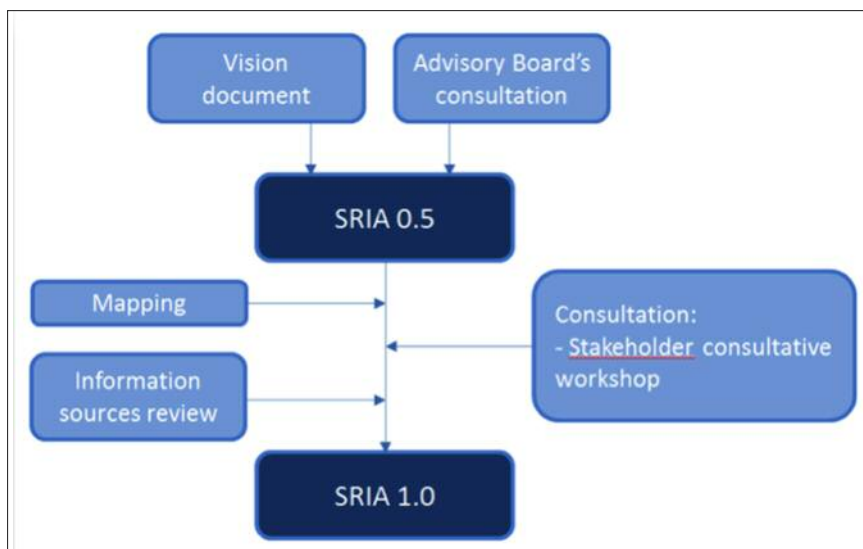 Vision
document
Advisory Board's
consultation
SRIA 0.5
Mapping
Consultation:
- Stakeholder consultative
workshop
Information
sources review
SRIA 1.0